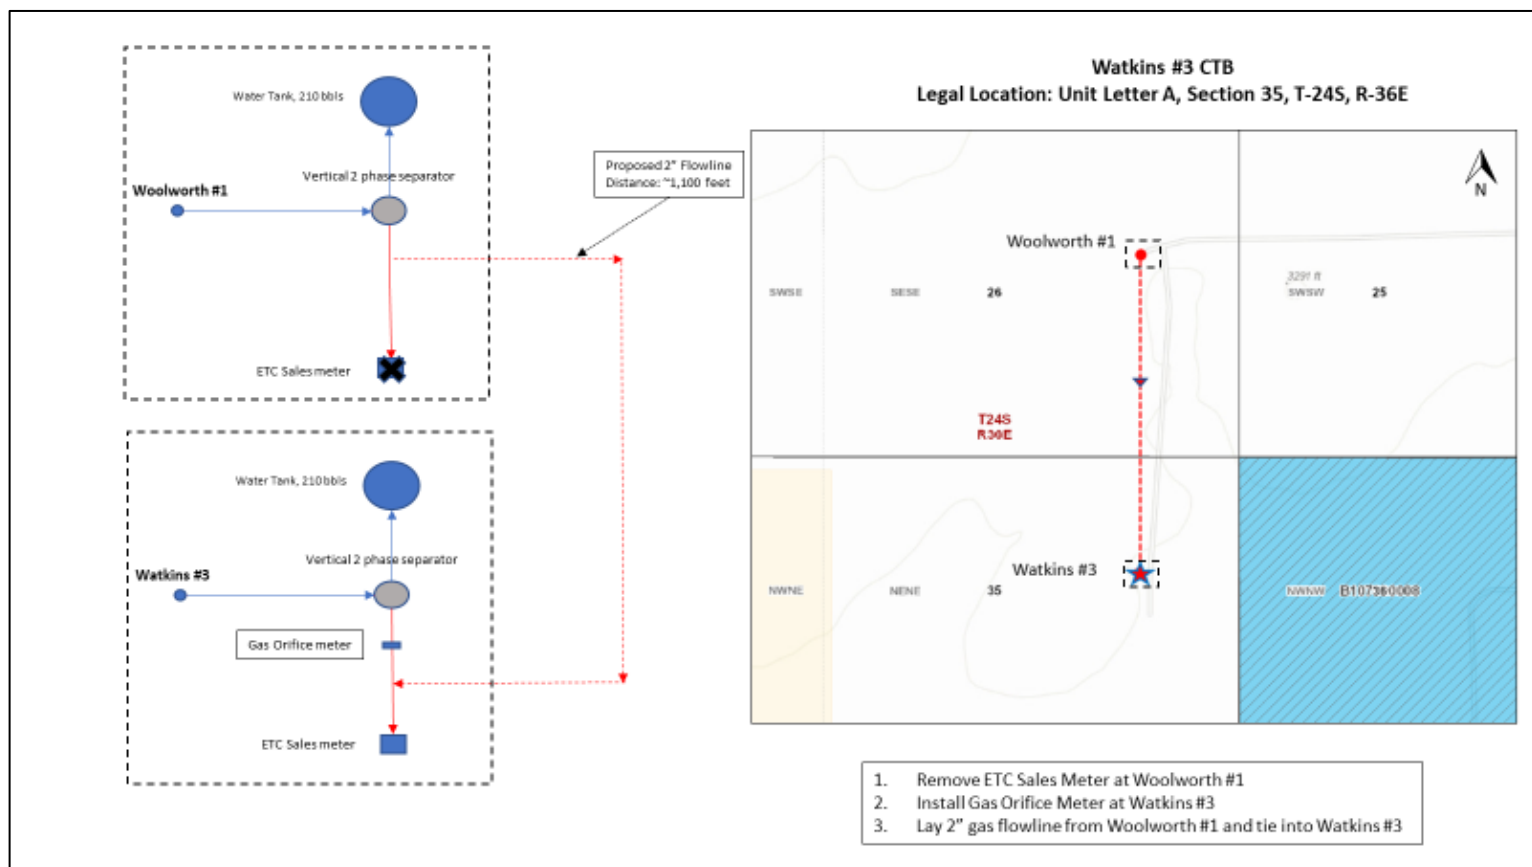 Water Tank, 210 bbls
Vertical 2 phase separator
Woolworth #1
ETC Sales meter
Proposed 2” Flowline
Distance: ~1,100 feet
Water Tank, 210 bbls
Vertical 2 phase separator
Watkins #3
Gas Orifice meter
ETC Sales meter
Watkins #3 CTB
Legal Location: Unit Letter A, Section 35, T-24S, R-36E
N
Woolworth #1
3291 ft
SWSE
SESE
26
SWSW
25
T24S
R36E
Watkins #3
NWNE
NENE
35
NWNW
B107360008
1. Remove ETC Sales Meter at Woolworth #1
2. Install Gas Orifice Meter at Watkins #3
3. Lay 2” gas flowline from Woolworth #1 and tie into Watkins #3